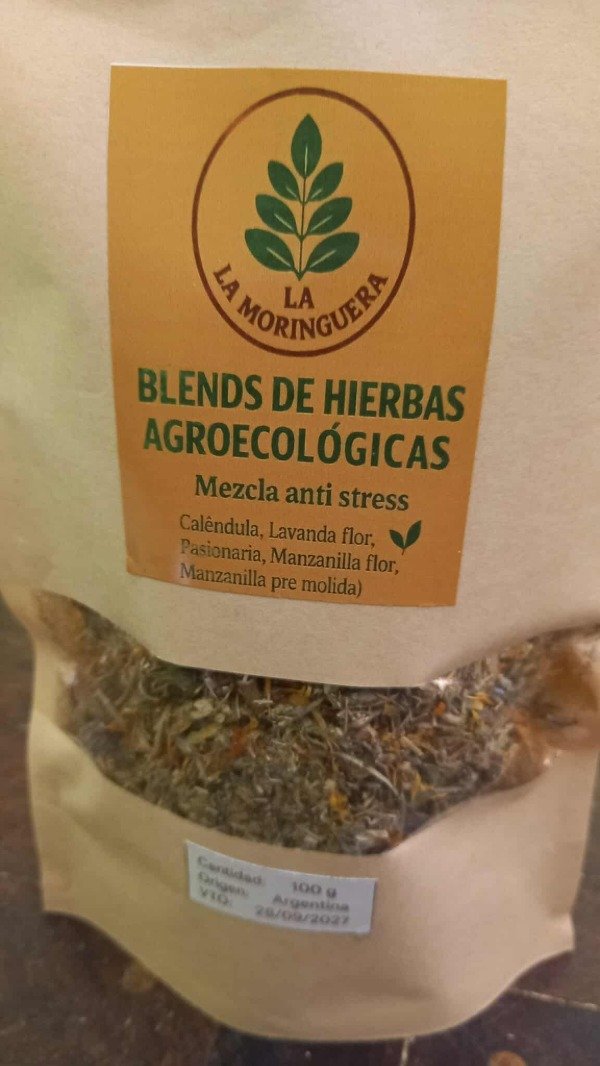 LA
LA MORINGUERA
BLENDS DE HIERBAS
AGROECOLÓGICAS
Mezcla anti stress
Calêndula, Lavanda flor,
Pasionaria, Manzanilla flor,
Manzanilla pre molida)
Cantidad: 100 g
Origen: Argentina
VTO: 28/09/2027